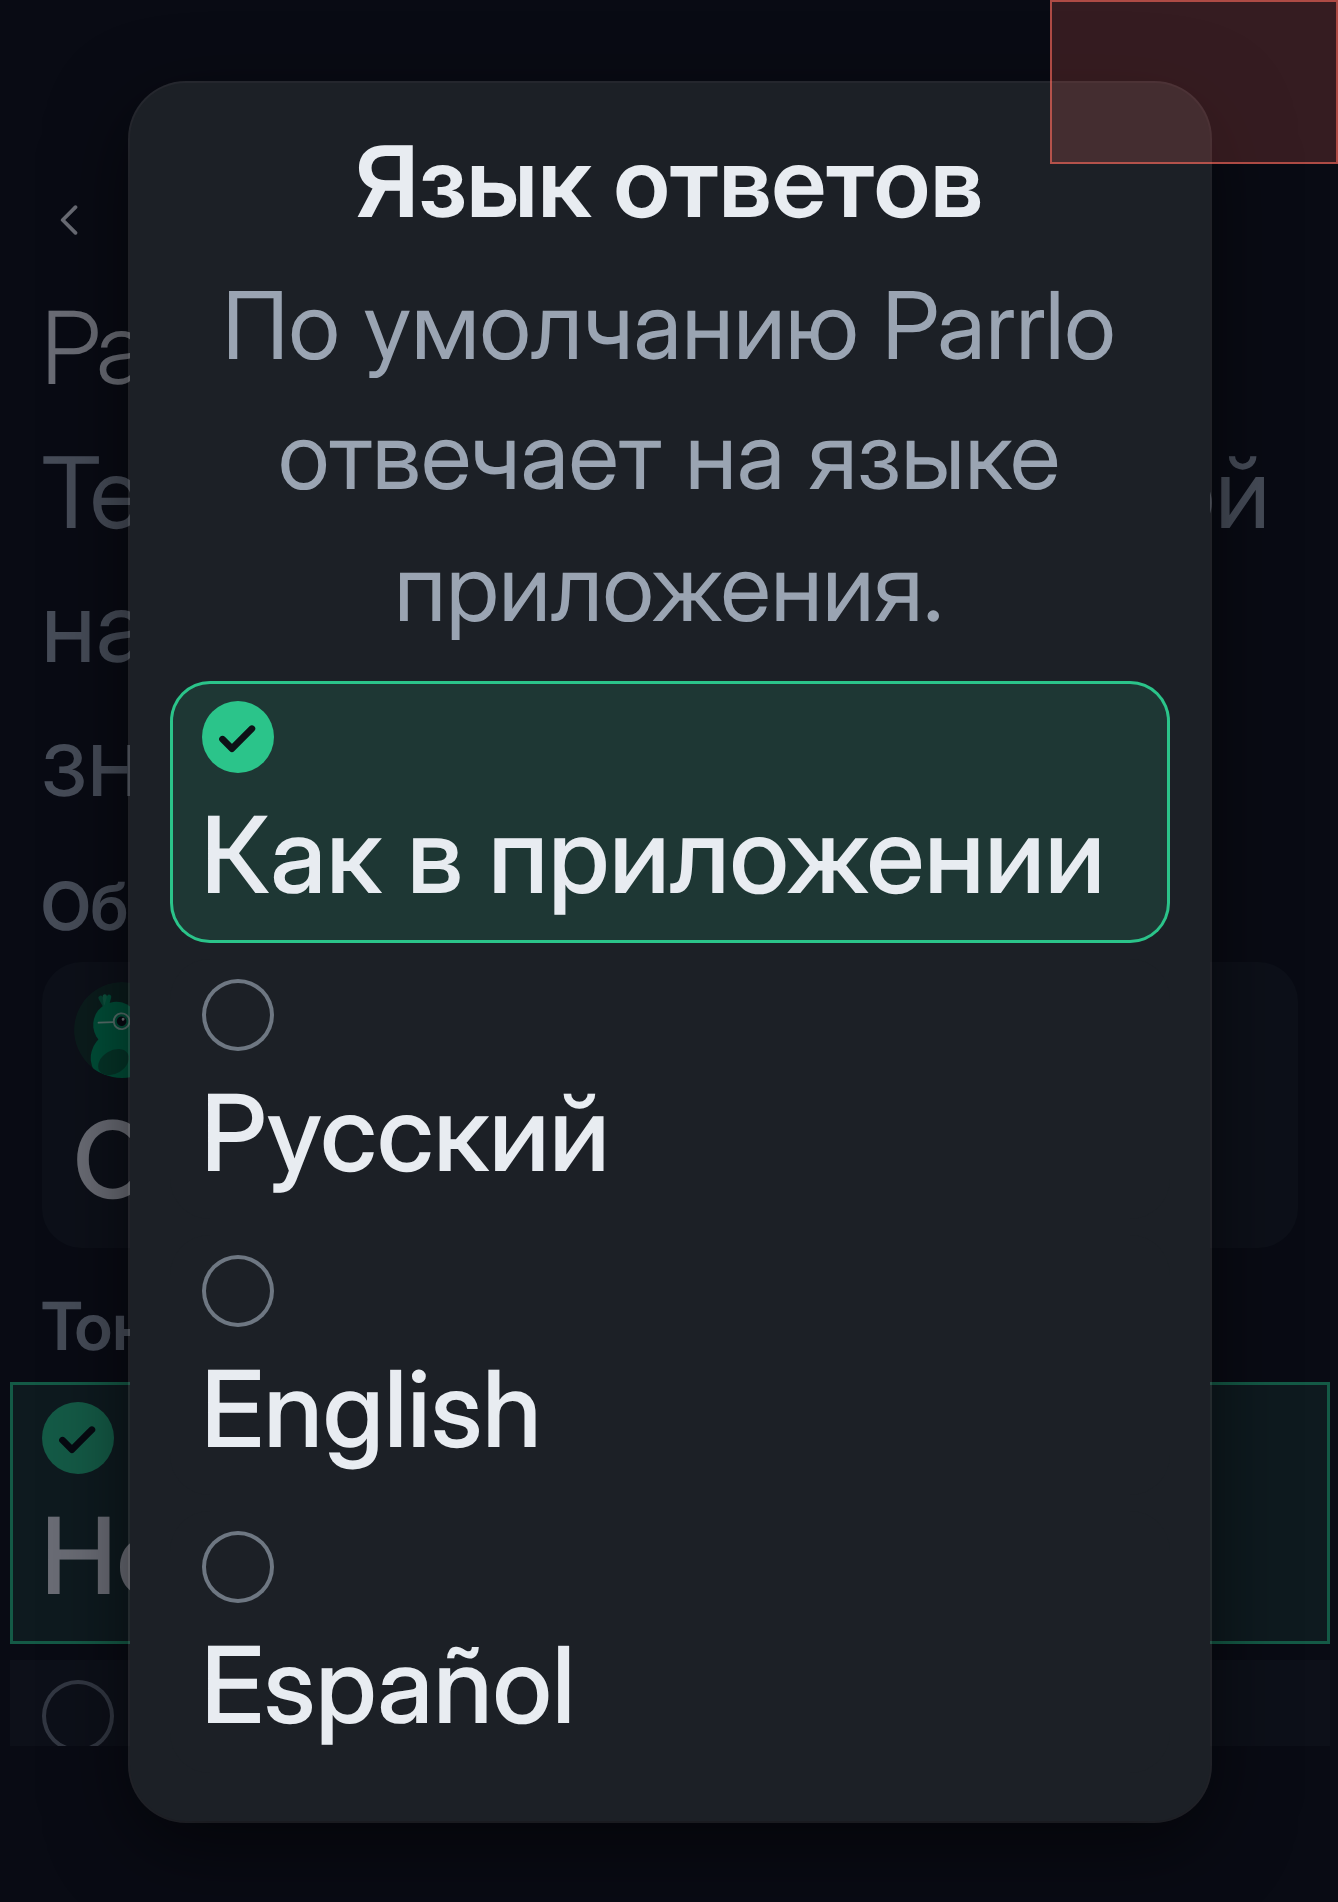 Язык ответов
По умолчанию Parrlo
отвечает на языке
приложения.
Как в приложении
Русский
English
Español